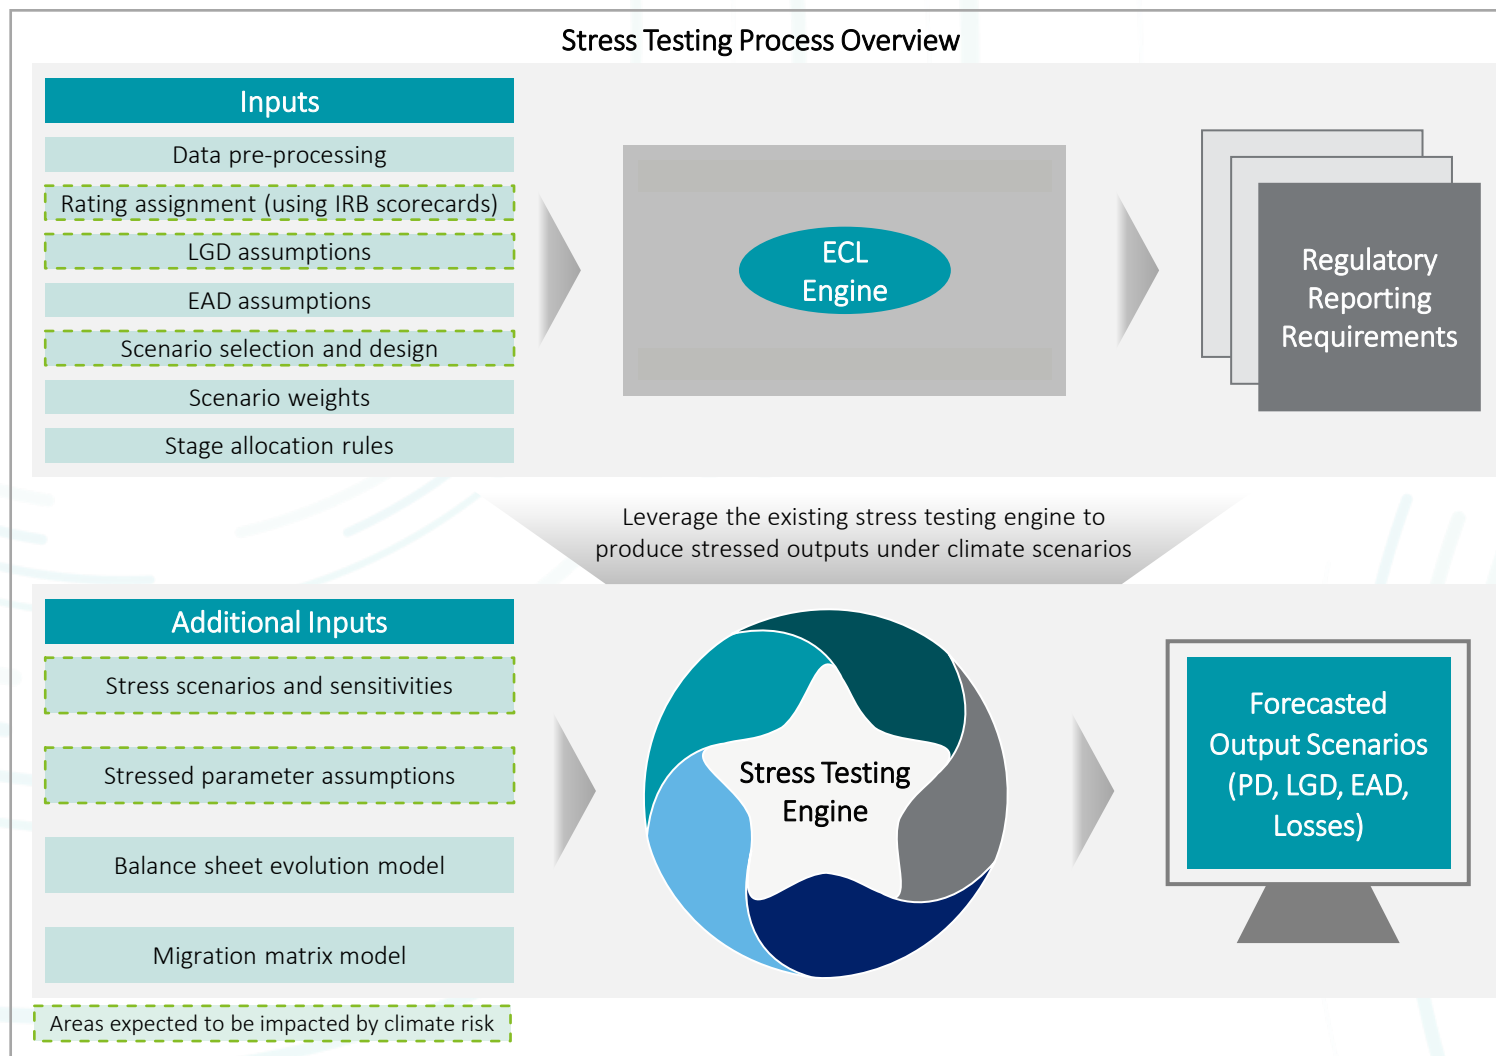 Stress Testing Process Overview
Inputs
Data pre-processing
Rating assignment (using IRB scorecards)
LGD assumptions
EAD assumptions
Scenario selection and design
Scenario weights
Stage allocation rules
ECL
Engine
Regulatory
Reporting
Requirements
Leverage the existing stress testing engine to
produce stressed outputs under climate scenarios
Additional Inputs
Stress scenarios and sensitivities
Stressed parameter assumptions
Balance sheet evolution model
Migration matrix model
Stress Testing
Engine
Forecasted
Output Scenarios
(PD, LGD, EAD,
Losses)
Areas expected to be impacted by climate risk